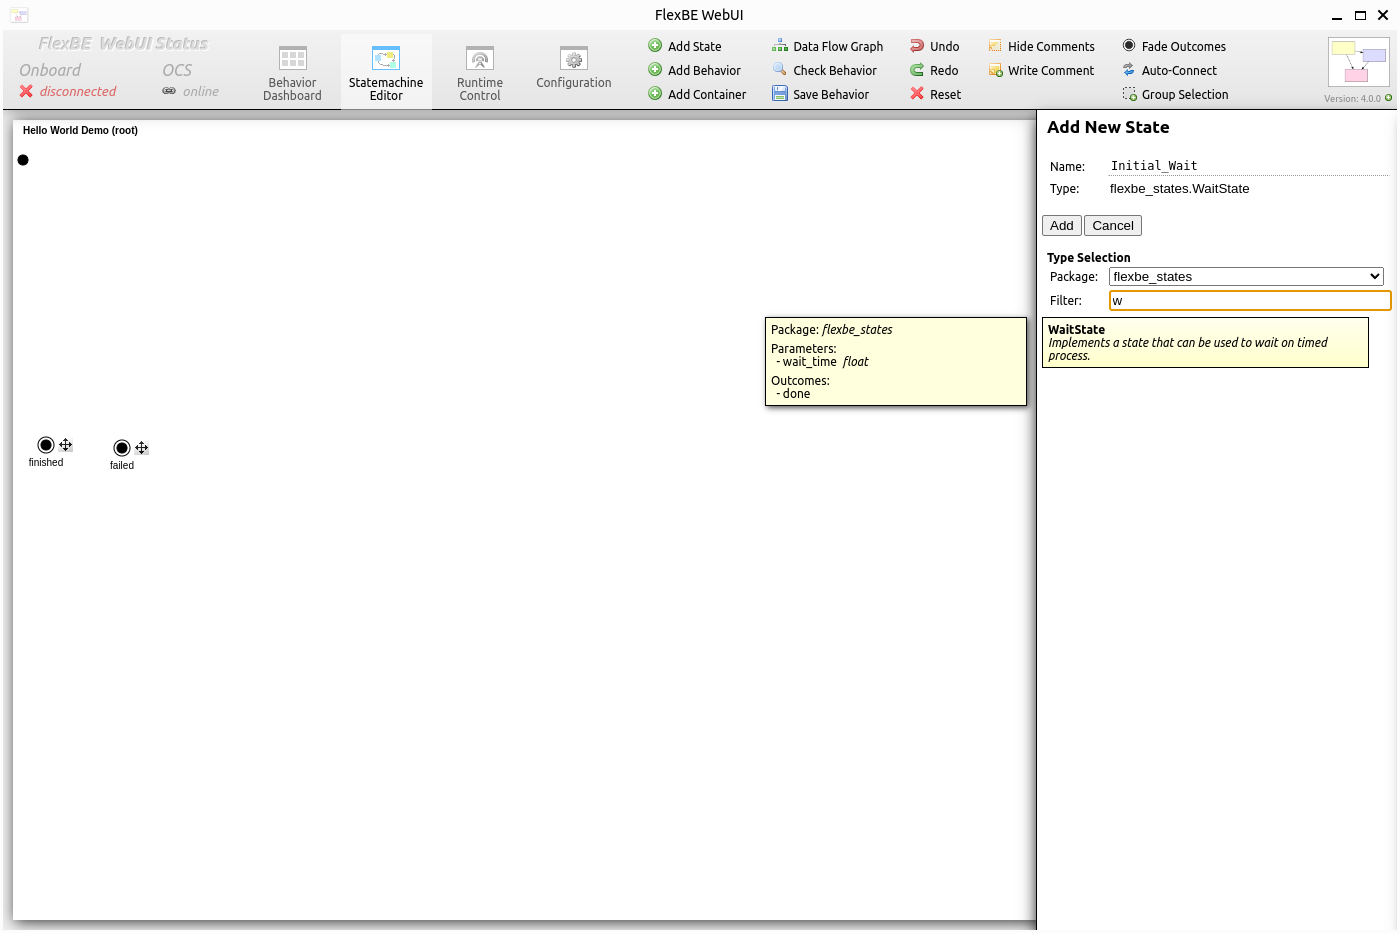 FlexBE WebUI
FlexBE WebUI Status
Onboard OCS
disconnected online
Behavior Dashboard
Statemachine Editor
Runtime Control
Configuration
Add State
Add Behavior
Add Container
Data Flow Graph
Check Behavior
Save Behavior
Undo
Redo
Reset
Hide Comments
Write Comment
Fade Outcomes
Auto-Connect
Group Selection
Version: 4.0.0
Hello World Demo (root)
finished
failed
Package: flexbe_states
Parameters:
- wait_time float
Outcomes:
- done
Add New State
Name: Initial_Wait
Type: flexbe_states.WaitState
Add Cancel
Type Selection
Package: flexbe_states
Filter: w
WaitState
Implements a state that can be used to wait on timed
process.